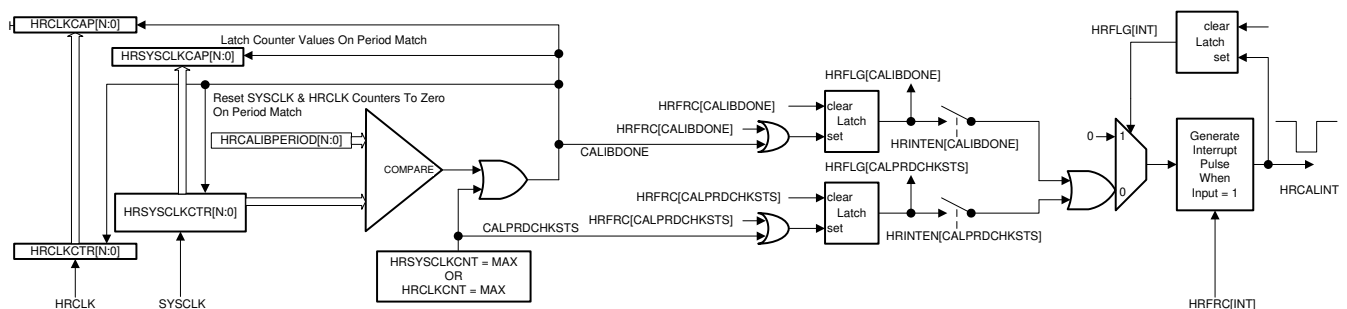 HRCLKCAP[N:0]
Latch Counter Values On Period Match
HRSYSCLKCAP[N:0]
Reset SYSCLK & HRCLK Counters To Zero
On Period Match
HRCALIBPERIOD[N:0]
COMPARE
HRSYSCLKCTR[N:0]
HRCLKCTR[N:0]
HRCLK
SYSCLK
HRSYSCLKCNT = MAX
OR
HRCLKCNT = MAX
CALIBDONE
CALPRDCHKSTS
HRFRC[CALIBDONE]
HRFRC[CALIBDONE]
clear
Latch
set
HRFLG[CALIBDONE]
HRINTEN[CALIBDONE]
HRFRC[CALPRDCHKSTS]
HRFRC[CALPRDCHKSTS]
clear
Latch
set
HRFLG[CALPRDCHKSTS]
HRINTEN[CALPRDCHKSTS]
HRFLG[INT]
clear
Latch
set
0
1
0
Generate
Interrupt
Pulse
When
Input = 1
HRCALINT
HRFRC[INT]